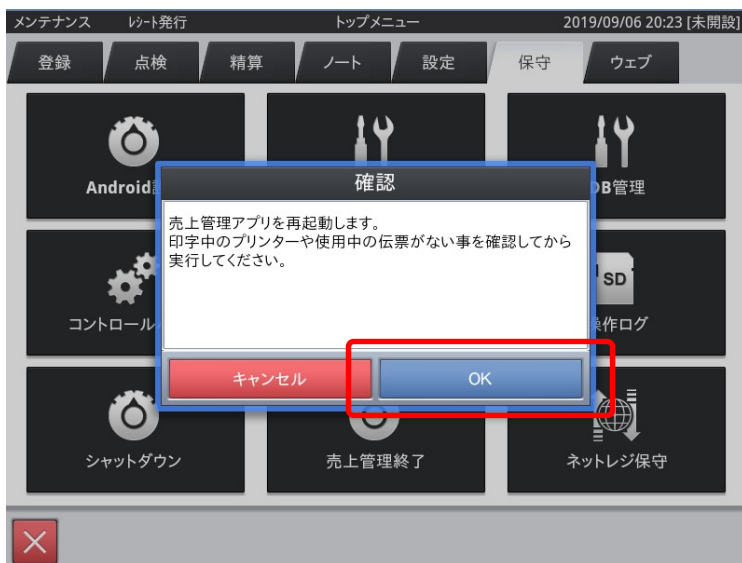 メンテナンス レシート発行 トップメニュー 2019/09/06 20:23 [未開設]
登録 点検 精算 ノート 設定 保守 ウェブ
Android
DB管理
確認
売上管理アプリを再起動します。
印字中のプリンターや使用中の伝票がない事を確認してから
実行してください。
キャンセル OK
コントロール
SD
操作ログ
シャットダウン 売上管理終了 ネットレジ保守